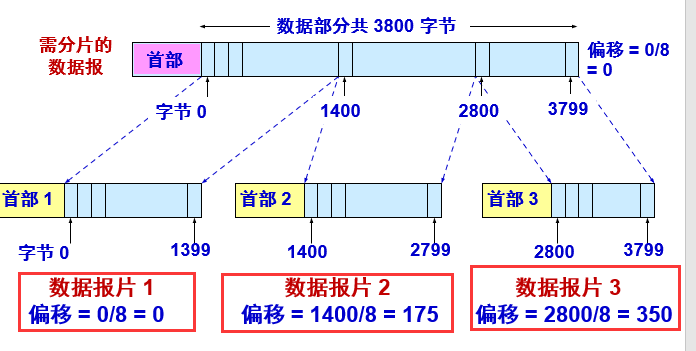 数据部分共 3800 字节
需分片的
数据报
首部
偏移 = 0/8
= 0
字节 0
1400
2800
3799
首部 1
首部 2
首部 3
字节 0
1399
1400
2799
2800
3799
数据报片 1
偏移 = 0/8 = 0
数据报片 2
偏移 = 1400/8 = 175
数据报片 3
偏移 = 2800/8 = 350